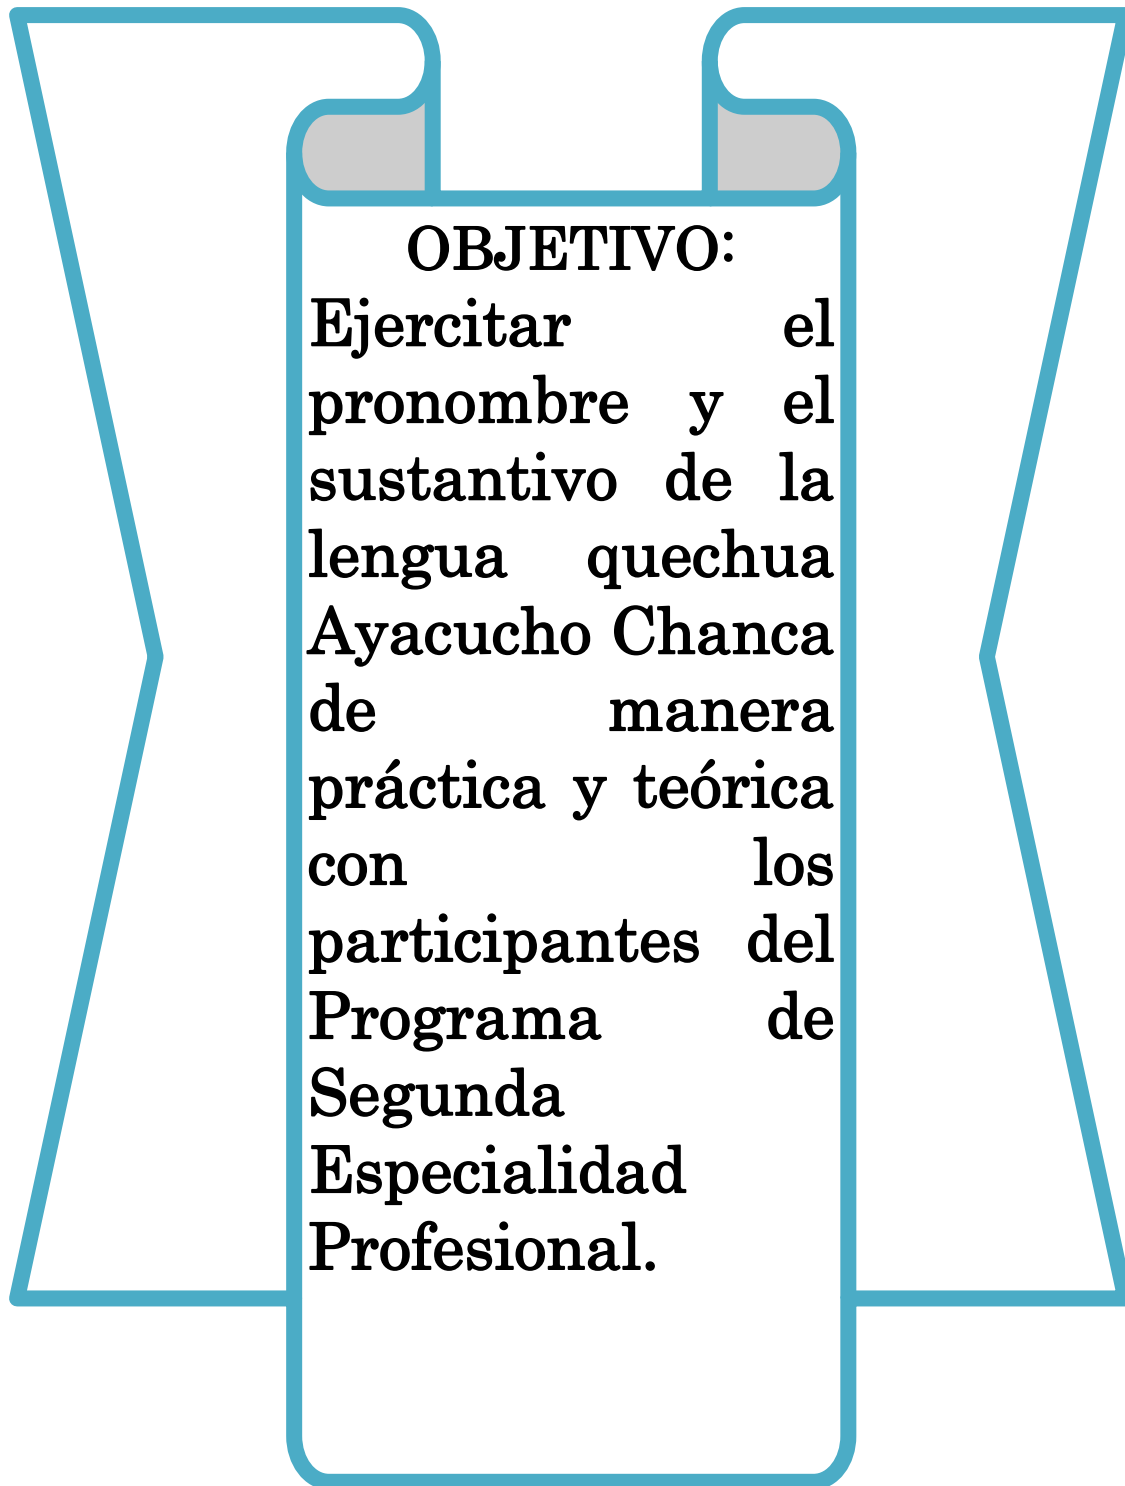 OBJETIVO:
Ejercitar el
pronombre y el
sustantivo de la
lengua quechua
Ayacucho Chanca
de manera
práctica y teórica
con los
participantes del
Programa de
Segunda
Especialidad
Profesional.